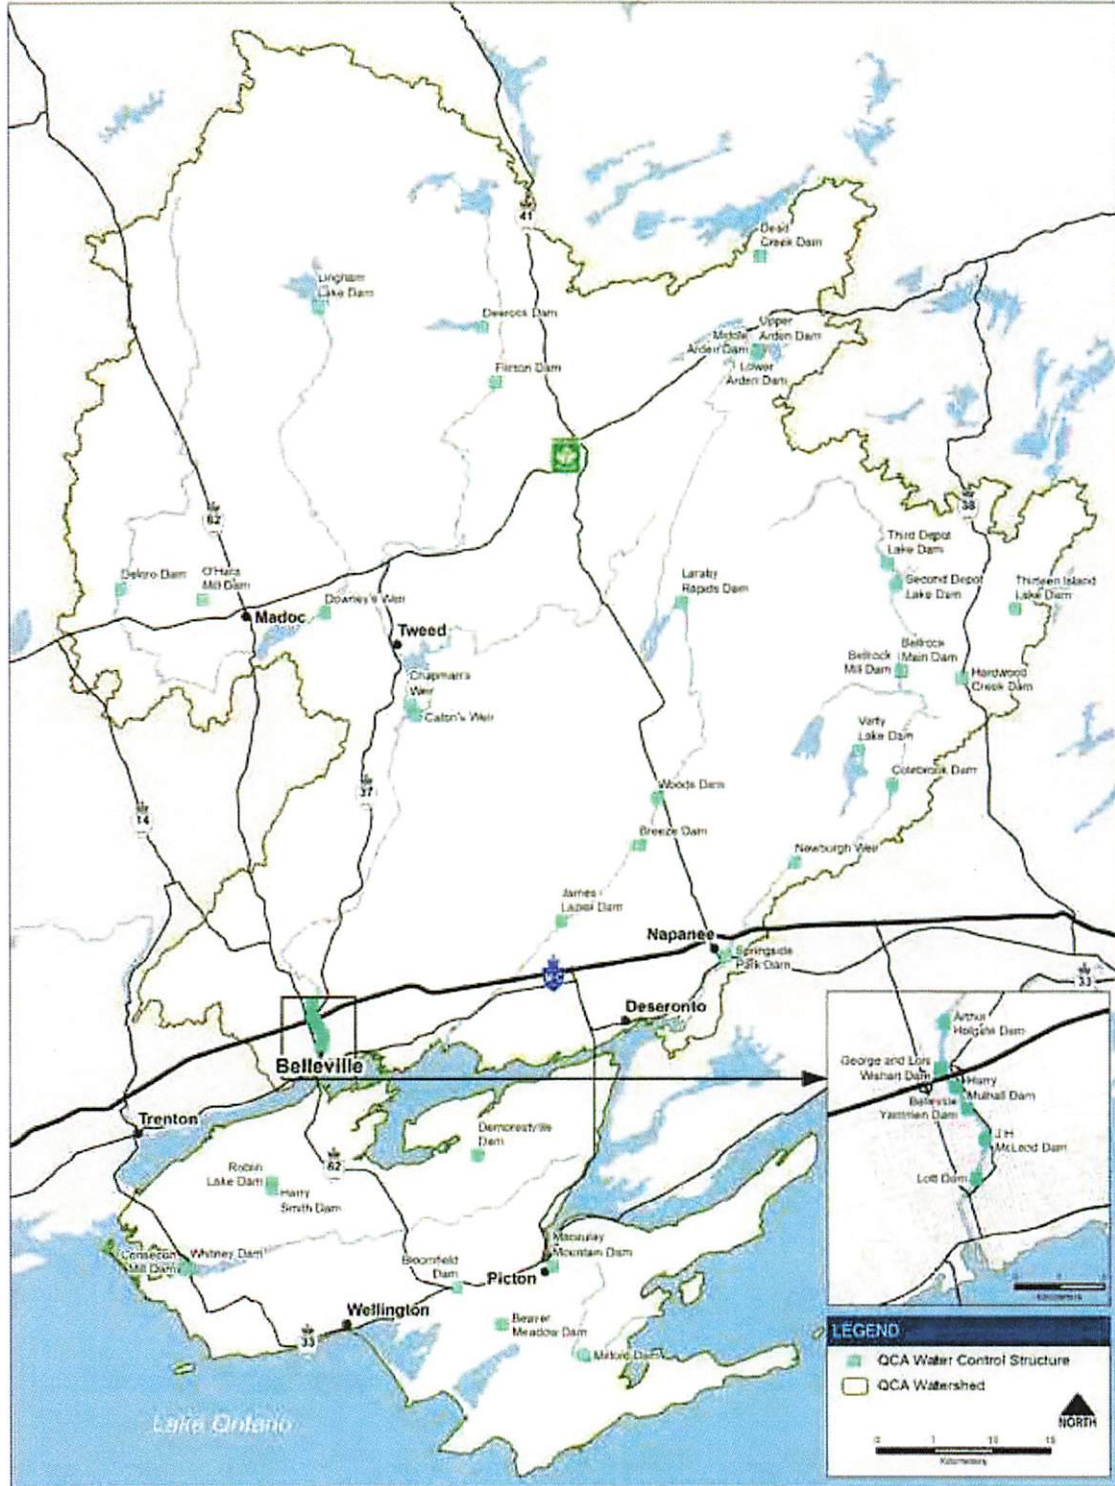 41
Dead
Creek Dam
Lingham
Lake Dam
Deerock Dam
Upper
Arden Dam
Middle
Arden Dam
Lower
Arden Dam
Flinton Dam
62
38
Third Depot
Lake Dam
Second Depot
Lake Dam
Thirteen Island
Lake Dam
Deloro Dam
O'Hara
Mill Dam
Madoc
Downey's Weir
Tweed
Laraby
Rapids Dam
Bellrock
Main Dam
Bellrock
Mill Dam
Hardwood
Creek Dam
Chapman's
Weir
Caton's Weir
Varty
Lake Dam
Colebrook Dam
37
14
Woods Dam
Breeze Dam
Newburgh Weir
James
Lazier Dam
Napanee
Springside
Park Dam
33
Deseronto
Belleville
Trenton
Demorestville
Dam
62
Roblin
Lake Dam
Harry
Smith Dam
Consecon
Mill Dam
Whitney Dam
Bloomfield
Dam
Macaulay
Mountain Dam
Picton
Wellington
33
Beaver
Meadow Dam
Milford Dam
Lake Ontario
Arthur
Holgate Dam
George and Lois
Wishart Dam
Harry
Mulhall Dam
Belleville
Yardmen Dam
J H
McLeod Dam
Lott Dam
Kilometers
LEGEND
QCA Water Control Structure
QCA Watershed
NORTH
0
10
15
Kilometers